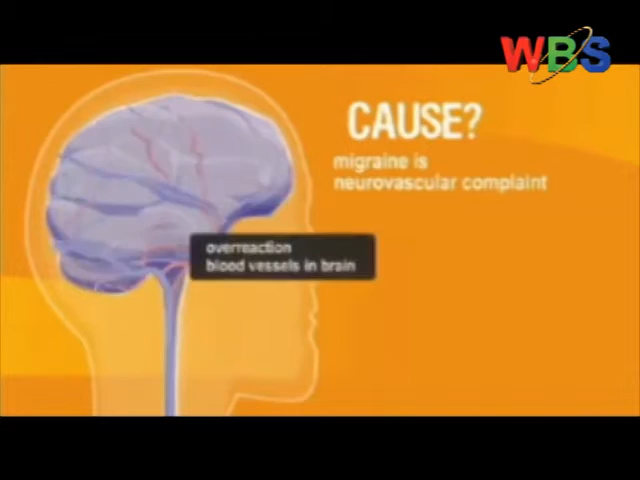 WBS
CAUSE?
migraine is
neurovascular complaint
overreaction
blood vessels in brain